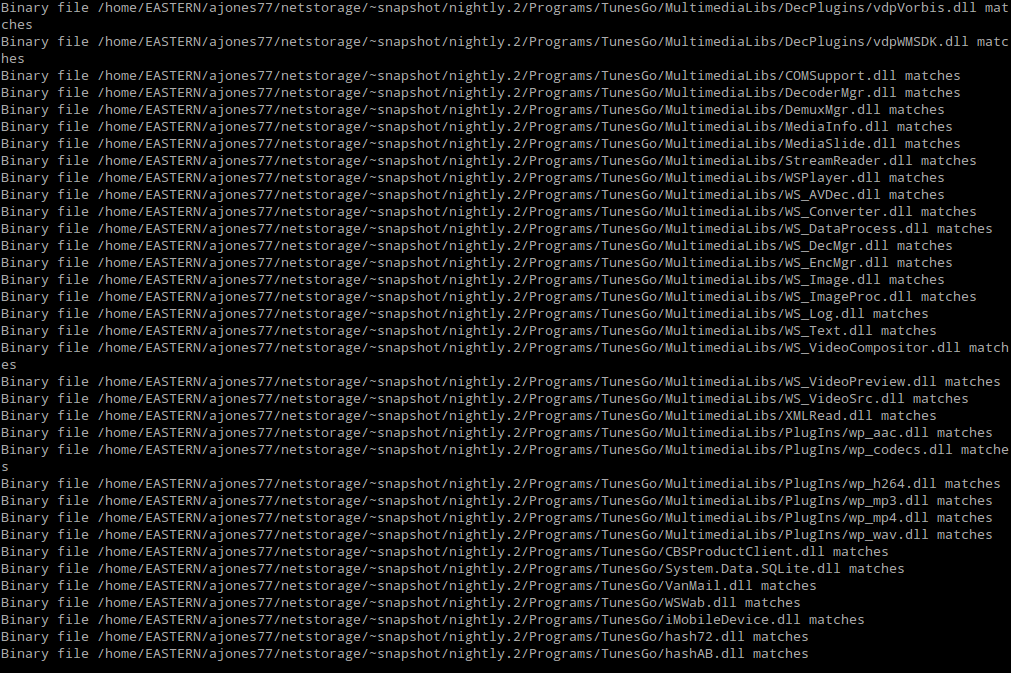 Binary file /home/EASTERN/ajones77/netstorage/~snapshot/nightly.2/Programs/TunesGo/MultimediaLibs/DecPlugins/vdpVorbis.dll mat
ches
Binary file /home/EASTERN/ajones77/netstorage/~snapshot/nightly.2/Programs/TunesGo/MultimediaLibs/DecPlugins/vdpWMSDK.dll matc
hes
Binary file /home/EASTERN/ajones77/netstorage/~snapshot/nightly.2/Programs/TunesGo/MultimediaLibs/COMSupport.dll matches
Binary file /home/EASTERN/ajones77/netstorage/~snapshot/nightly.2/Programs/TunesGo/MultimediaLibs/DecoderMgr.dll matches
Binary file /home/EASTERN/ajones77/netstorage/~snapshot/nightly.2/Programs/TunesGo/MultimediaLibs/DemuxMgr.dll matches
Binary file /home/EASTERN/ajones77/netstorage/~snapshot/nightly.2/Programs/TunesGo/MultimediaLibs/MediaInfo.dll matches
Binary file /home/EASTERN/ajones77/netstorage/~snapshot/nightly.2/Programs/TunesGo/MultimediaLibs/MediaSlide.dll matches
Binary file /home/EASTERN/ajones77/netstorage/~snapshot/nightly.2/Programs/TunesGo/MultimediaLibs/StreamReader.dll matches
Binary file /home/EASTERN/ajones77/netstorage/~snapshot/nightly.2/Programs/TunesGo/MultimediaLibs/WSPlayer.dll matches
Binary file /home/EASTERN/ajones77/netstorage/~snapshot/nightly.2/Programs/TunesGo/MultimediaLibs/WS_AVDec.dll matches
Binary file /home/EASTERN/ajones77/netstorage/~snapshot/nightly.2/Programs/TunesGo/MultimediaLibs/WS_Converter.dll matches
Binary file /home/EASTERN/ajones77/netstorage/~snapshot/nightly.2/Programs/TunesGo/MultimediaLibs/WS_DataProcess.dll matches
Binary file /home/EASTERN/ajones77/netstorage/~snapshot/nightly.2/Programs/TunesGo/MultimediaLibs/WS_DecMgr.dll matches
Binary file /home/EASTERN/ajones77/netstorage/~snapshot/nightly.2/Programs/TunesGo/MultimediaLibs/WS_EncMgr.dll matches
Binary file /home/EASTERN/ajones77/netstorage/~snapshot/nightly.2/Programs/TunesGo/MultimediaLibs/WS_Image.dll matches
Binary file /home/EASTERN/ajones77/netstorage/~snapshot/nightly.2/Programs/TunesGo/MultimediaLibs/WS_ImageProc.dll matches
Binary file /home/EASTERN/ajones77/netstorage/~snapshot/nightly.2/Programs/TunesGo/MultimediaLibs/WS_Log.dll matches
Binary file /home/EASTERN/ajones77/netstorage/~snapshot/nightly.2/Programs/TunesGo/MultimediaLibs/WS_Text.dll matches
Binary file /home/EASTERN/ajones77/netstorage/~snapshot/nightly.2/Programs/TunesGo/MultimediaLibs/WS_VideoCompositor.dll match
es
Binary file /home/EASTERN/ajones77/netstorage/~snapshot/nightly.2/Programs/TunesGo/MultimediaLibs/WS_VideoPreview.dll matches
Binary file /home/EASTERN/ajones77/netstorage/~snapshot/nightly.2/Programs/TunesGo/MultimediaLibs/WS_VideoSrc.dll matches
Binary file /home/EASTERN/ajones77/netstorage/~snapshot/nightly.2/Programs/TunesGo/MultimediaLibs/XMLRead.dll matches
Binary file /home/EASTERN/ajones77/netstorage/~snapshot/nightly.2/Programs/TunesGo/MultimediaLibs/PlugIns/wp_aac.dll matches
Binary file /home/EASTERN/ajones77/netstorage/~snapshot/nightly.2/Programs/TunesGo/MultimediaLibs/PlugIns/wp_codecs.dll matche
s
Binary file /home/EASTERN/ajones77/netstorage/~snapshot/nightly.2/Programs/TunesGo/MultimediaLibs/PlugIns/wp_h264.dll matches
Binary file /home/EASTERN/ajones77/netstorage/~snapshot/nightly.2/Programs/TunesGo/MultimediaLibs/PlugIns/wp_mp3.dll matches
Binary file /home/EASTERN/ajones77/netstorage/~snapshot/nightly.2/Programs/TunesGo/MultimediaLibs/PlugIns/wp_mp4.dll matches
Binary file /home/EASTERN/ajones77/netstorage/~snapshot/nightly.2/Programs/TunesGo/MultimediaLibs/PlugIns/wp_wav.dll matches
Binary file /home/EASTERN/ajones77/netstorage/~snapshot/nightly.2/Programs/TunesGo/CBSProductClient.dll matches
Binary file /home/EASTERN/ajones77/netstorage/~snapshot/nightly.2/Programs/TunesGo/System.Data.SQLite.dll matches
Binary file /home/EASTERN/ajones77/netstorage/~snapshot/nightly.2/Programs/TunesGo/VanMail.dll matches
Binary file /home/EASTERN/ajones77/netstorage/~snapshot/nightly.2/Programs/TunesGo/WSWab.dll matches
Binary file /home/EASTERN/ajones77/netstorage/~snapshot/nightly.2/Programs/TunesGo/iMobileDevice.dll matches
Binary file /home/EASTERN/ajones77/netstorage/~snapshot/nightly.2/Programs/TunesGo/hash72.dll matches
Binary file /home/EASTERN/ajones77/netstorage/~snapshot/nightly.2/Programs/TunesGo/hashAB.dll matches